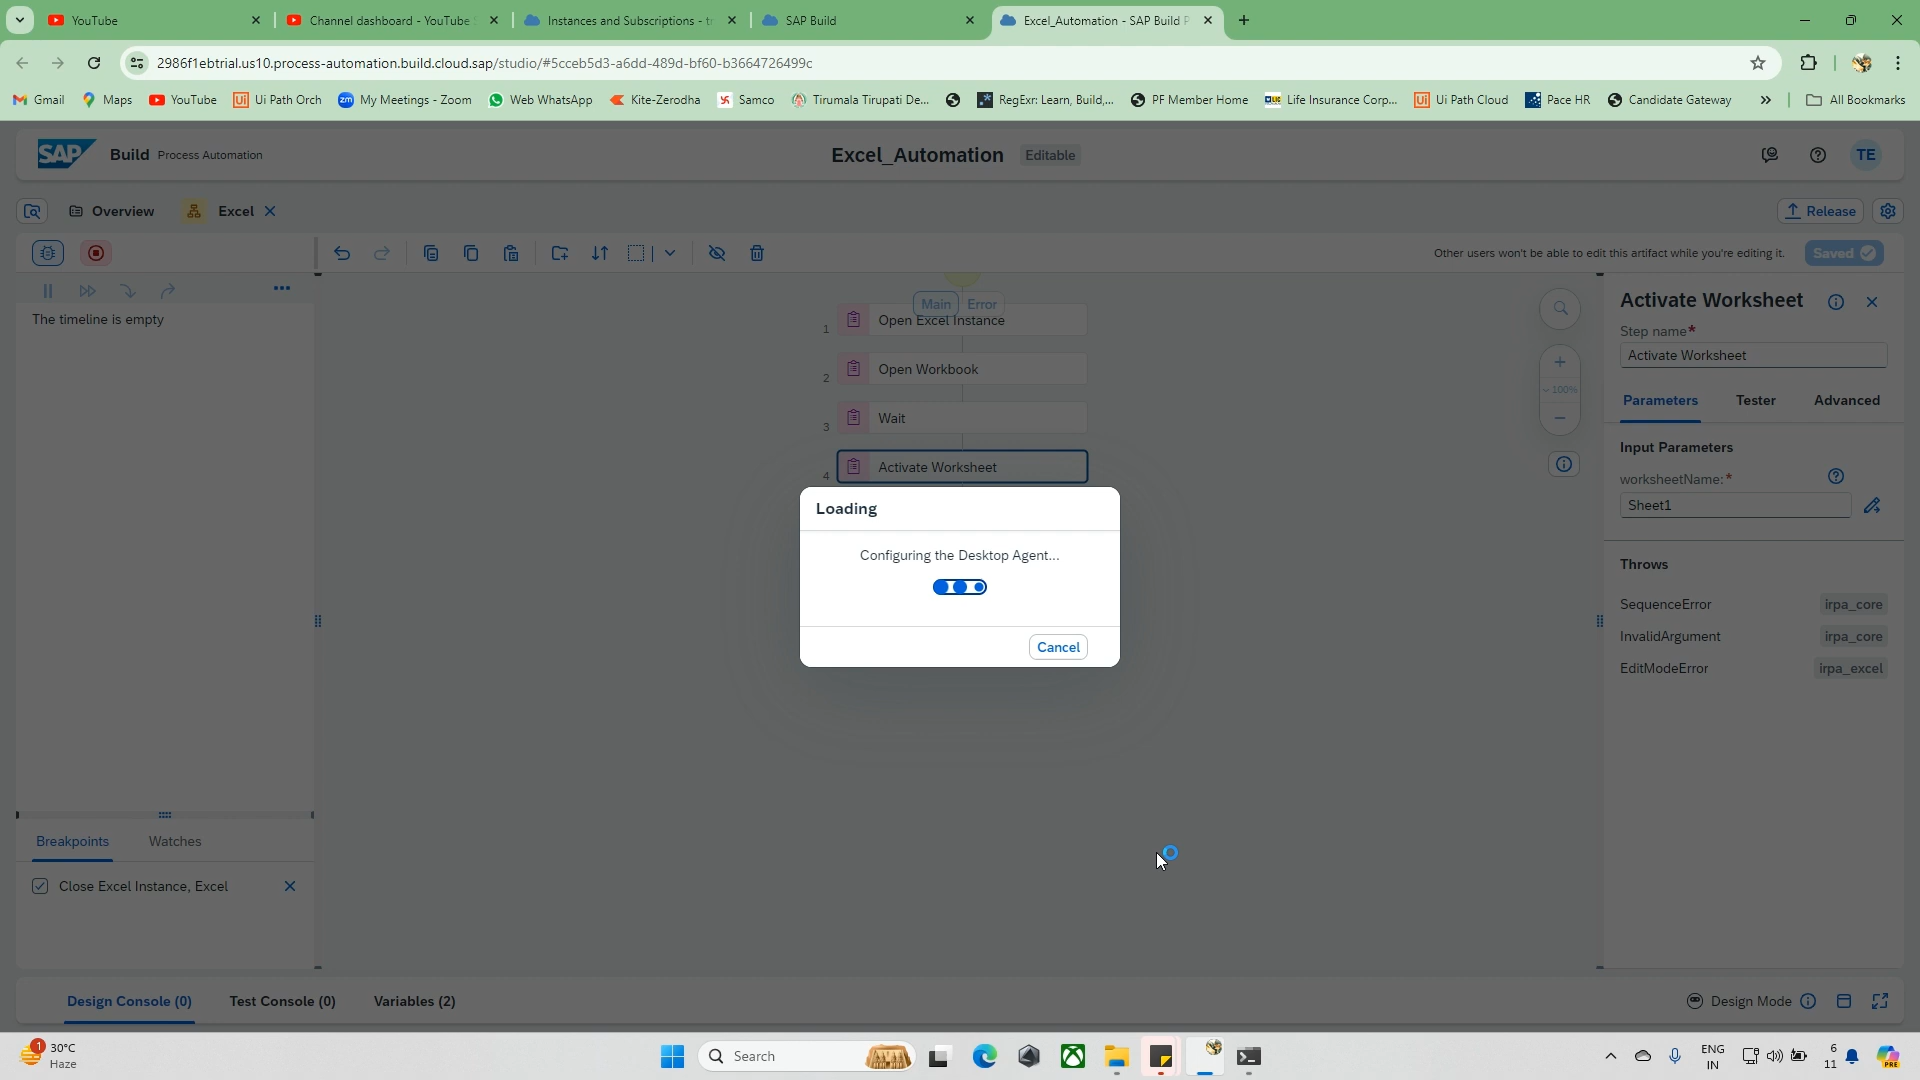 YouTube
Channel dashboard - YouTube S
Instances and Subscriptions - tr
SAP Build
Excel_Automation - SAP Build P
2986f1ebtrial.us10.process-automation.build.cloud.sap/studio/#5cceb5d3-a6dd-489d-bf60-b3664726499c
Gmail
Maps
YouTube
Ui Path Orch
My Meetings - Zoom
Web WhatsApp
Kite-Zerodha
Samco
Tirumala Tirupati De...
RegExr: Learn, Build,...
PF Member Home
Life Insurance Corp...
Ui Path Cloud
Pace HR
Candidate Gateway
»
All Bookmarks
SAP
Build Process Automation
Excel_Automation
Editable
TE
Overview
Excel
Release
Other users won't be able to edit this artifact while you're editing it.
Saved
The timeline is empty
Main
Error
1
Open Excel Instance
2
Open Workbook
3
Wait
4
Activate Worksheet
~100%
Loading
Configuring the Desktop Agent...
Cancel
Activate Worksheet
Step name*
Activate Worksheet
Parameters
Tester
Advanced
Input Parameters
worksheetName:*
Sheet1
Throws
SequenceError
irpa_core
InvalidArgument
irpa_core
EditModeError
irpa_excel
Breakpoints
Watches
Close Excel Instance, Excel
Design Console (0)
Test Console (0)
Variables (2)
Design Mode
1
30°C
Haze
Search
ENG
IN
6
11
PRE